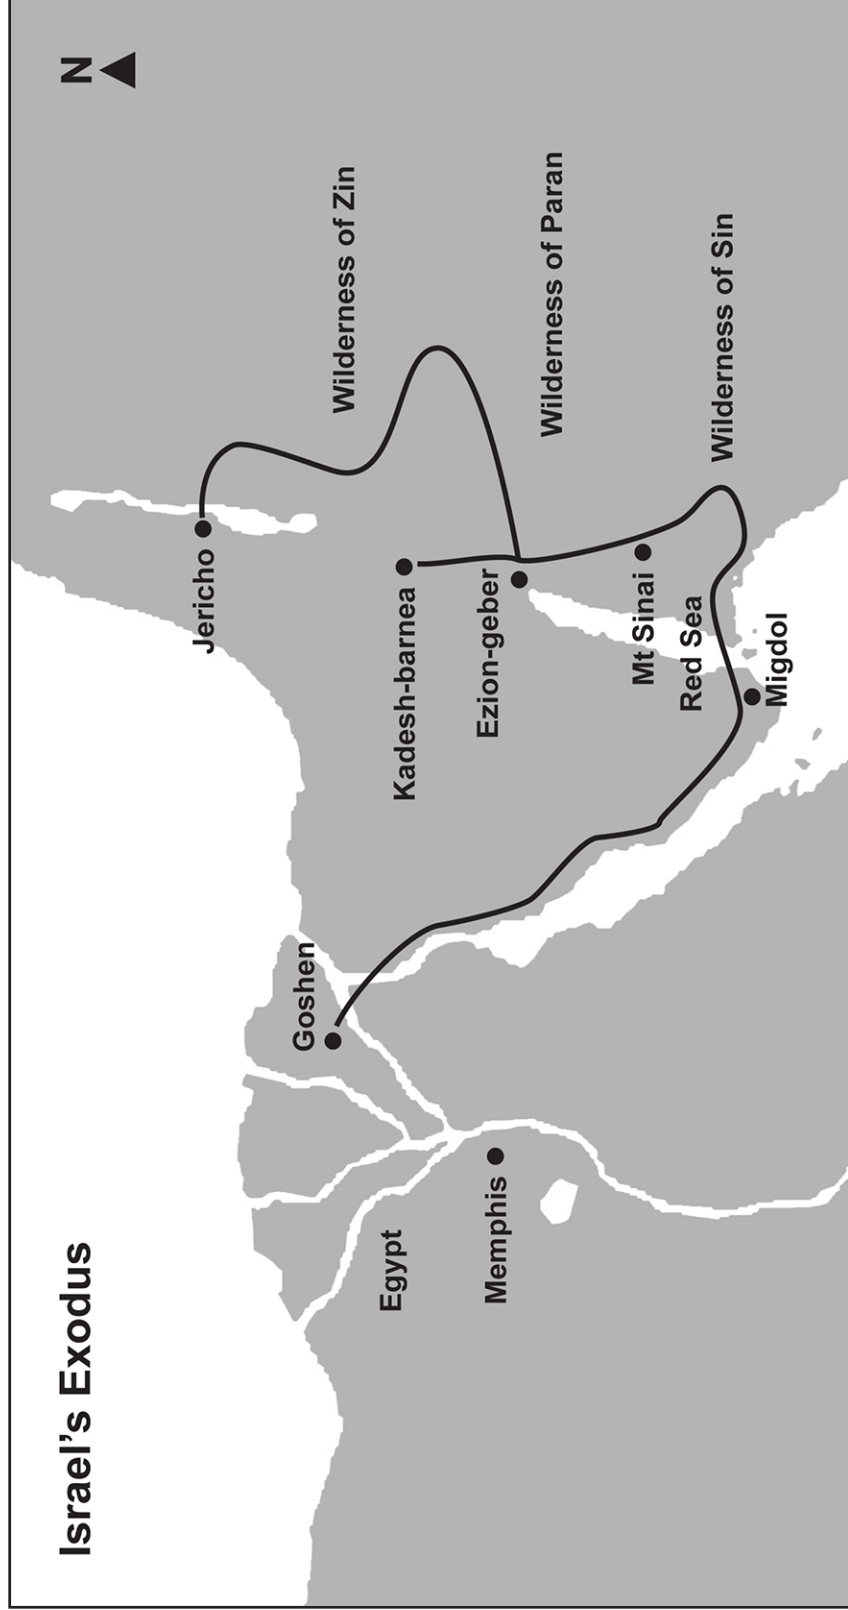 Israel’s Exodus
N
Jericho
Goshen
Wilderness of Zin
Egypt
Kadesh-barnea
Memphis
Ezion-geber
Wilderness of Paran
Mt Sinai
Red Sea
Wilderness of Sin
Migdol